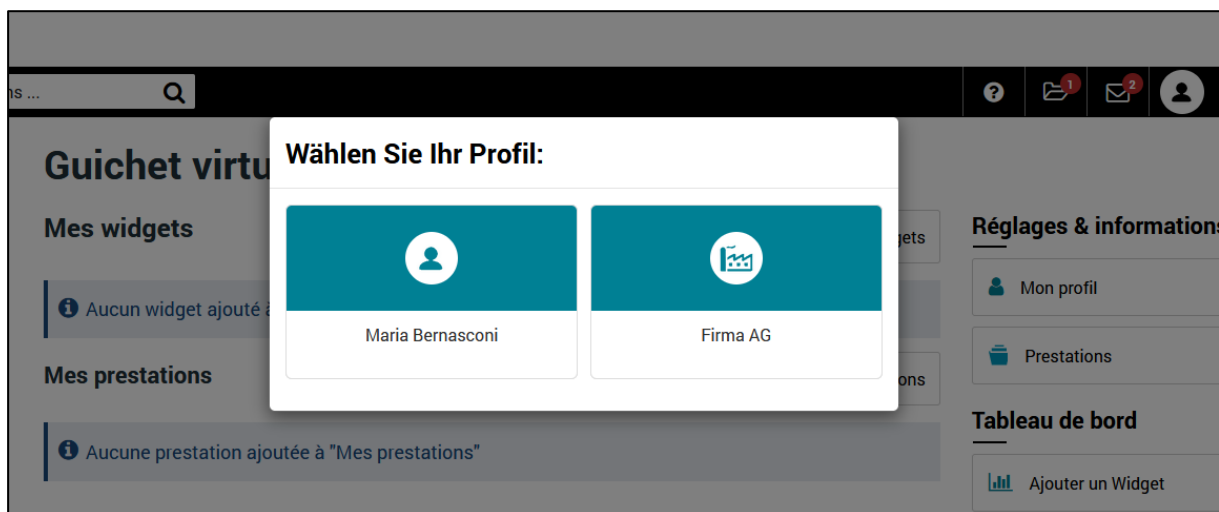 ns ...
1
2
Guichet virtu
Wählen Sie Ihr Profil:
Mes widgets
gets
Réglages & informations
Aucun widget ajouté à
Maria Bernasconi
Firma AG
Mon profil
Mes prestations
ons
Prestations
Tableau de bord
Aucune prestation ajoutée à "Mes prestations"
Ajouter un Widget